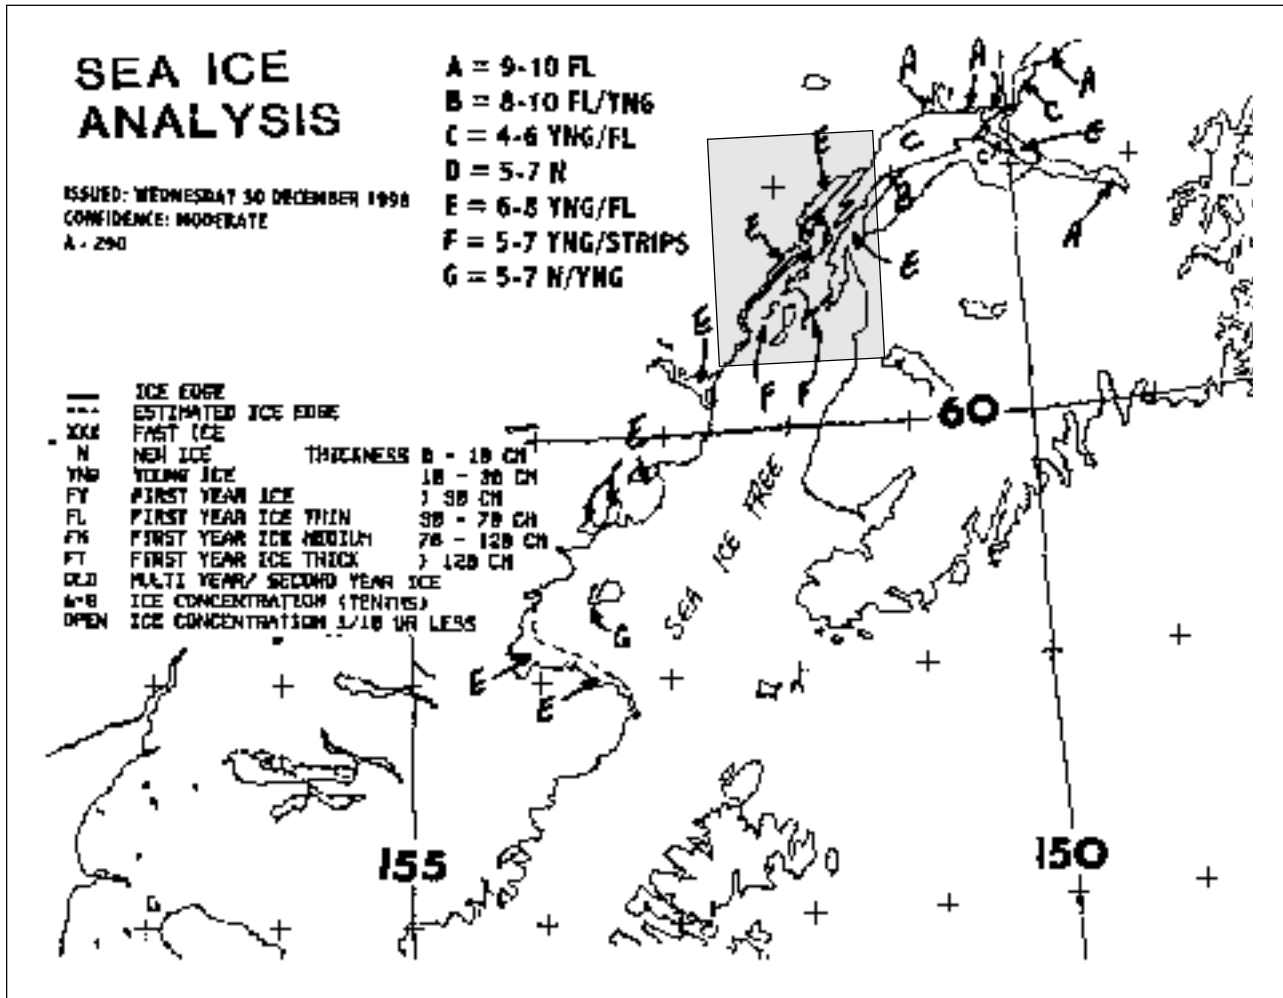 SEA ICE
ANALYSIS
ISSUED: WEDNESDAY 30 DECEMBER 1998
CONFIDENCE: MODERATE
A - 290
A = 9-10 FL
B = 8-10 FL/YNG
C = 4-6 YNG/FL
D = 5-7 N
E = 6-8 YNG/FL
F = 5-7 YNG/STRIPS
G = 5-7 N/YNG
ICE EDGE
ESTIMATED ICE EDGE
XXX FAST ICE
N NEW ICE THICKNESS 0 - 10 CM
YNG YOUNG ICE 10 - 30 CM
FY FIRST YEAR ICE > 30 CM
FL FIRST YEAR ICE THIN 30 - 70 CM
FM FIRST YEAR ICE MEDIUM 70 - 120 CM
FT FIRST YEAR ICE THICK > 120 CM
OLD MULTI YEAR/ SECOND YEAR ICE
6-8 ICE CONCENTRATION (TENTHS)
OPEN ICE CONCENTRATION 1/10 OR LESS
A
A
A
C
C
E
C
B
A
E
E
E
E
F
F
60
E
SEA ICE FREE
G
E
E
155
150